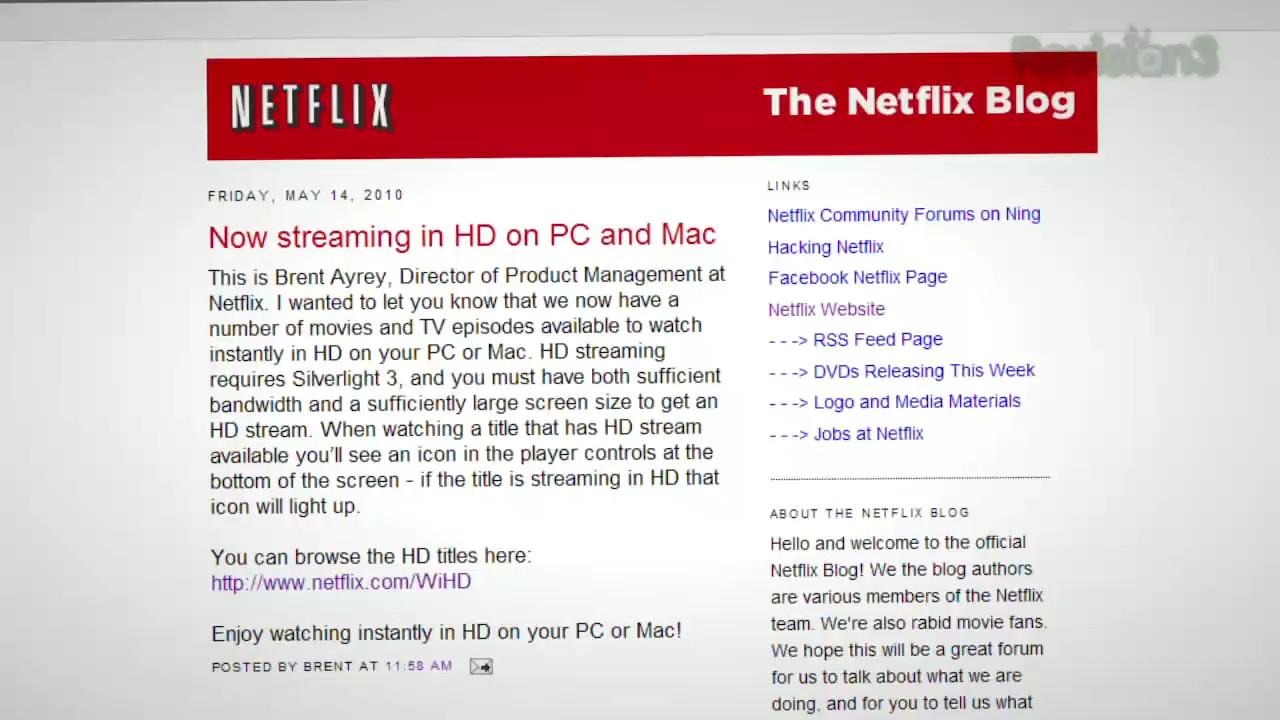 Revision3
NETFLIX
The Netflix Blog
FRIDAY, MAY 14, 2010
Now streaming in HD on PC and Mac
This is Brent Ayrey, Director of Product Management at
Netflix. I wanted to let you know that we now have a
number of movies and TV episodes available to watch
instantly in HD on your PC or Mac. HD streaming
requires Silverlight 3, and you must have both sufficient
bandwidth and a sufficiently large screen size to get an
HD stream. When watching a title that has HD stream
available you'll see an icon in the player controls at the
bottom of the screen - if the title is streaming in HD that
icon will light up.
You can browse the HD titles here:
http://www.netflix.com/WiHD
Enjoy watching instantly in HD on your PC or Mac!
POSTED BY BRENT AT 11:58 AM
LINKS
Netflix Community Forums on Ning
Hacking Netflix
Facebook Netflix Page
Netflix Website
- - -> RSS Feed Page
- - -> DVDs Releasing This Week
- - -> Logo and Media Materials
- - -> Jobs at Netflix
ABOUT THE NETFLIX BLOG
Hello and welcome to the official
Netflix Blog! We the blog authors
are various members of the Netflix
team. We're also rabid movie fans.
We hope this will be a great forum
for us to talk about what we are
doing, and for you to tell us what